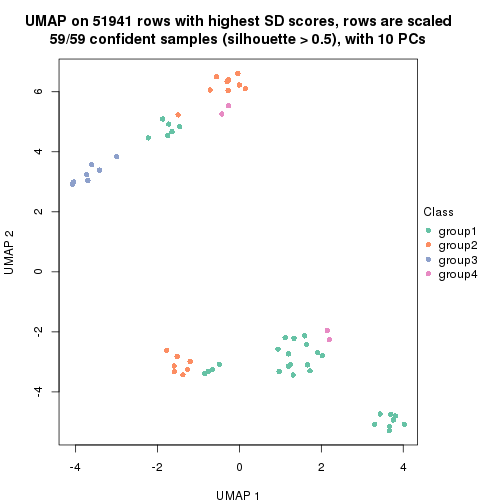 UMAP on 51941 rows with highest SD scores, rows are scaled
59/59 confident samples (silhouette > 0.5), with 10 PCs
UMAP 2
6
4
2
0
-2
-4
-4
-2
0
2
4
UMAP 1
Class
group1
group2
group3
group4